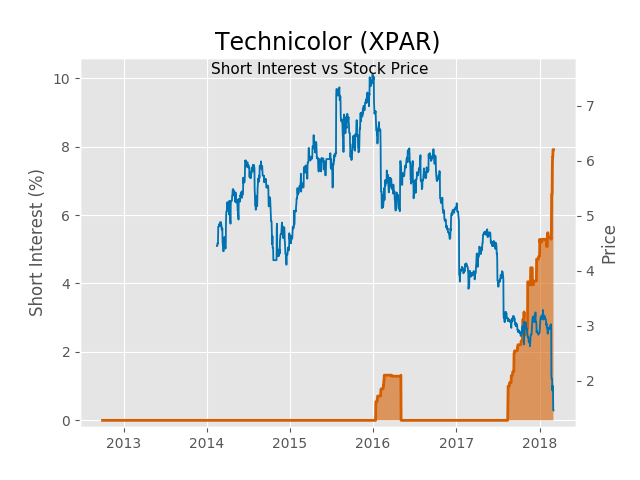 Technicolor (XPAR)
Short Interest vs Stock Price
10
8
6
4
2
0
Short Interest (%)
7
6
5
4
3
2
Price
2013 2014 2015 2016 2017 2018